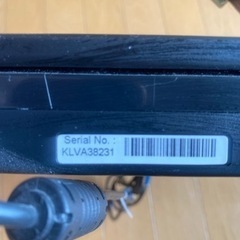 Serial No. :
KLVA38231